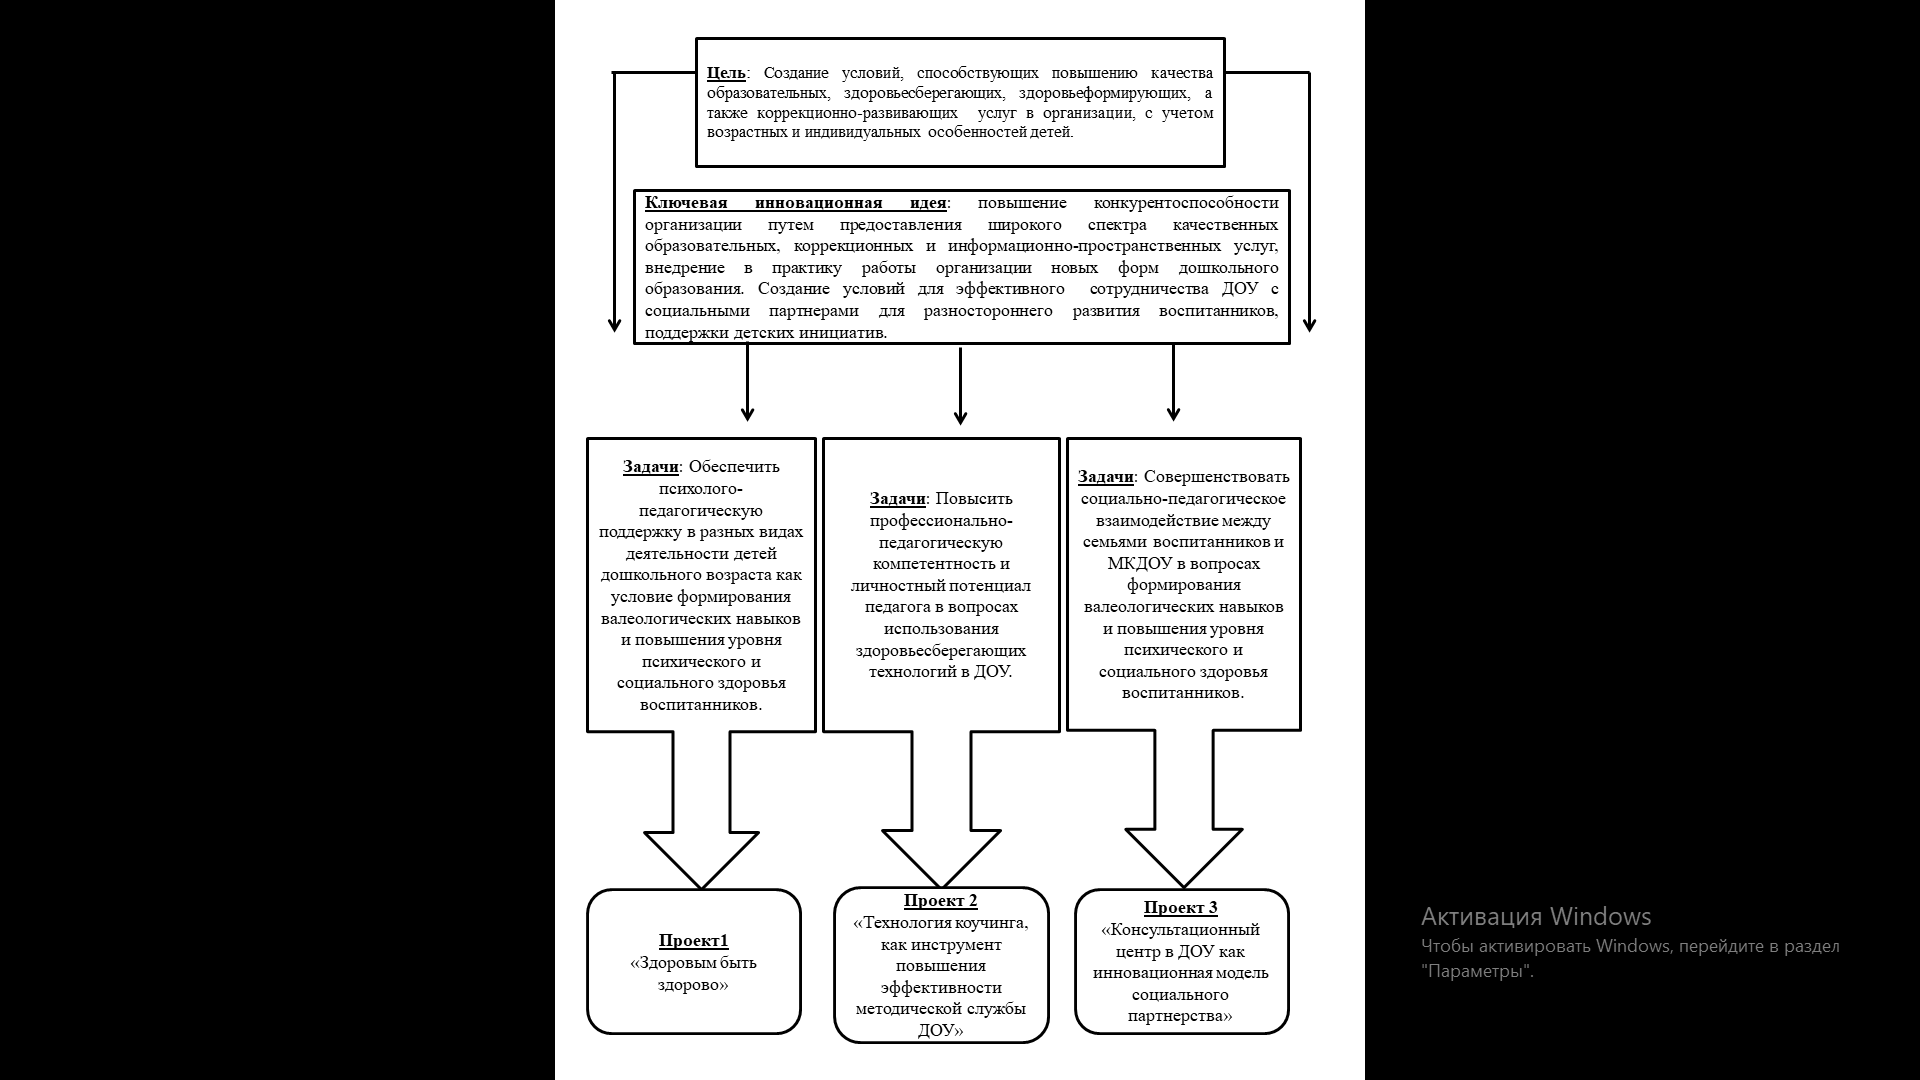 Цель: Создание условий, способствующих повышению качества
образовательных, здоровьесберегающих, здоровьеформирующих, а
также коррекционно-развивающих услуг в организации, с учетом
возрастных и индивидуальных особенностей детей.
Ключевая инновационная идея: повышение конкурентоспособности
организации путем предоставления широкого спектра качественных
образовательных, коррекционных и информационно-пространственных услуг,
внедрение в практику работы организации новых форм дошкольного
образования. Создание условий для эффективного сотрудничества ДОУ с
социальными партнерами для разностороннего развития воспитанников,
поддержки детских инициатив.
Задачи: Обеспечить
психолого-
педагогическую
поддержку в разных видах
деятельности детей
дошкольного возраста как
условие формирования
валеологических навыков
и повышения уровня
психического и
социального здоровья
воспитанников.
Задачи: Повысить
профессионально-
педагогическую
компетентность и
личностный потенциал
педагога в вопросах
использования
здоровьесберегающих
технологий в ДОУ.
Задачи: Совершенствовать
социально-педагогическое
взаимодействие между
семьями воспитанников и
МКДОУ в вопросах
формирования
валеологических навыков
и повышения уровня
психического и
социального здоровья
воспитанников.
Проект1
«Здоровым быть
здорово»
Проект 2
«Технология коучинга,
как инструмент
повышения
эффективности
методической службы
ДОУ»
Проект 3
«Консультационный
центр в ДОУ как
инновационная модель
социального
партнерства»
Активация Windows
Чтобы активировать Windows, перейдите в раздел
"Параметры".